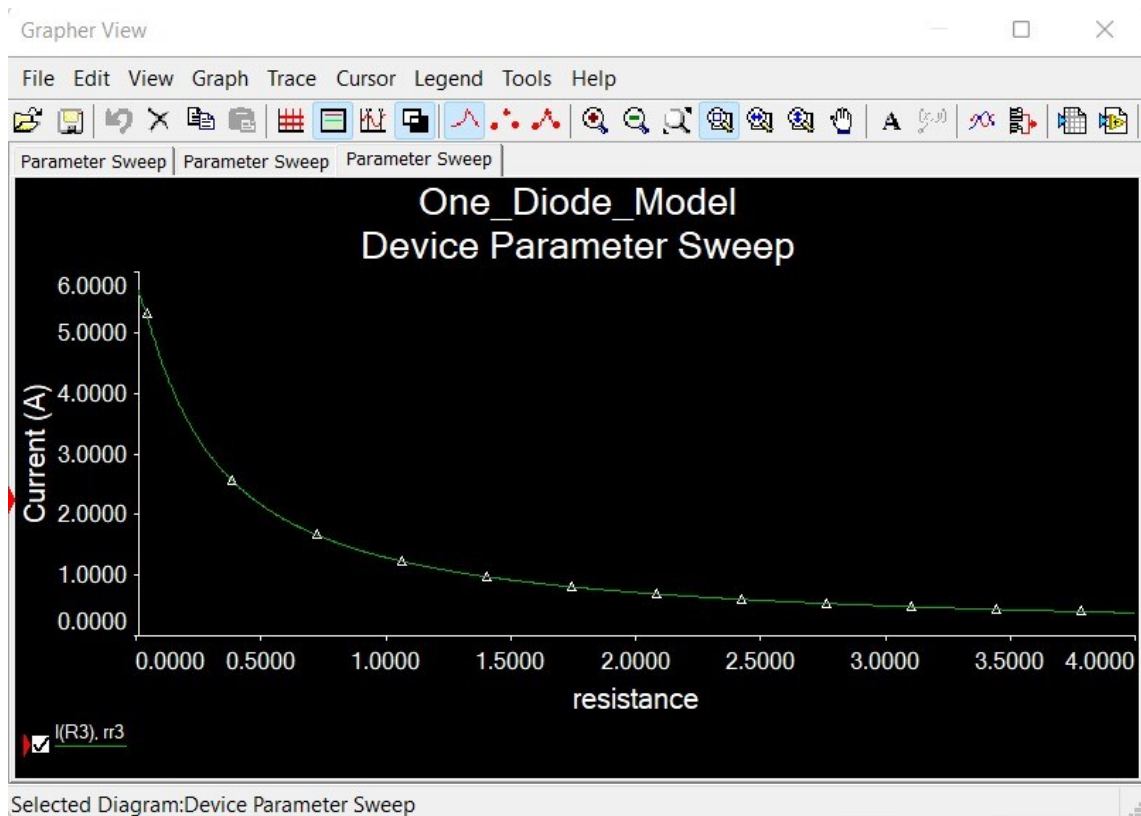 Grapher View
File Edit View Graph Trace Cursor Legend Tools Help
A (x,y)
Parameter Sweep Parameter Sweep Parameter Sweep
One_Diode_Model
Device Parameter Sweep
6.0000
5.0000
4.0000
3.0000
2.0000
1.0000
0.0000
Current (A)
0.0000 0.5000 1.0000 1.5000 2.0000 2.5000 3.0000 3.5000 4.0000
resistance
I(R3), rr3
Selected Diagram:Device Parameter Sweep